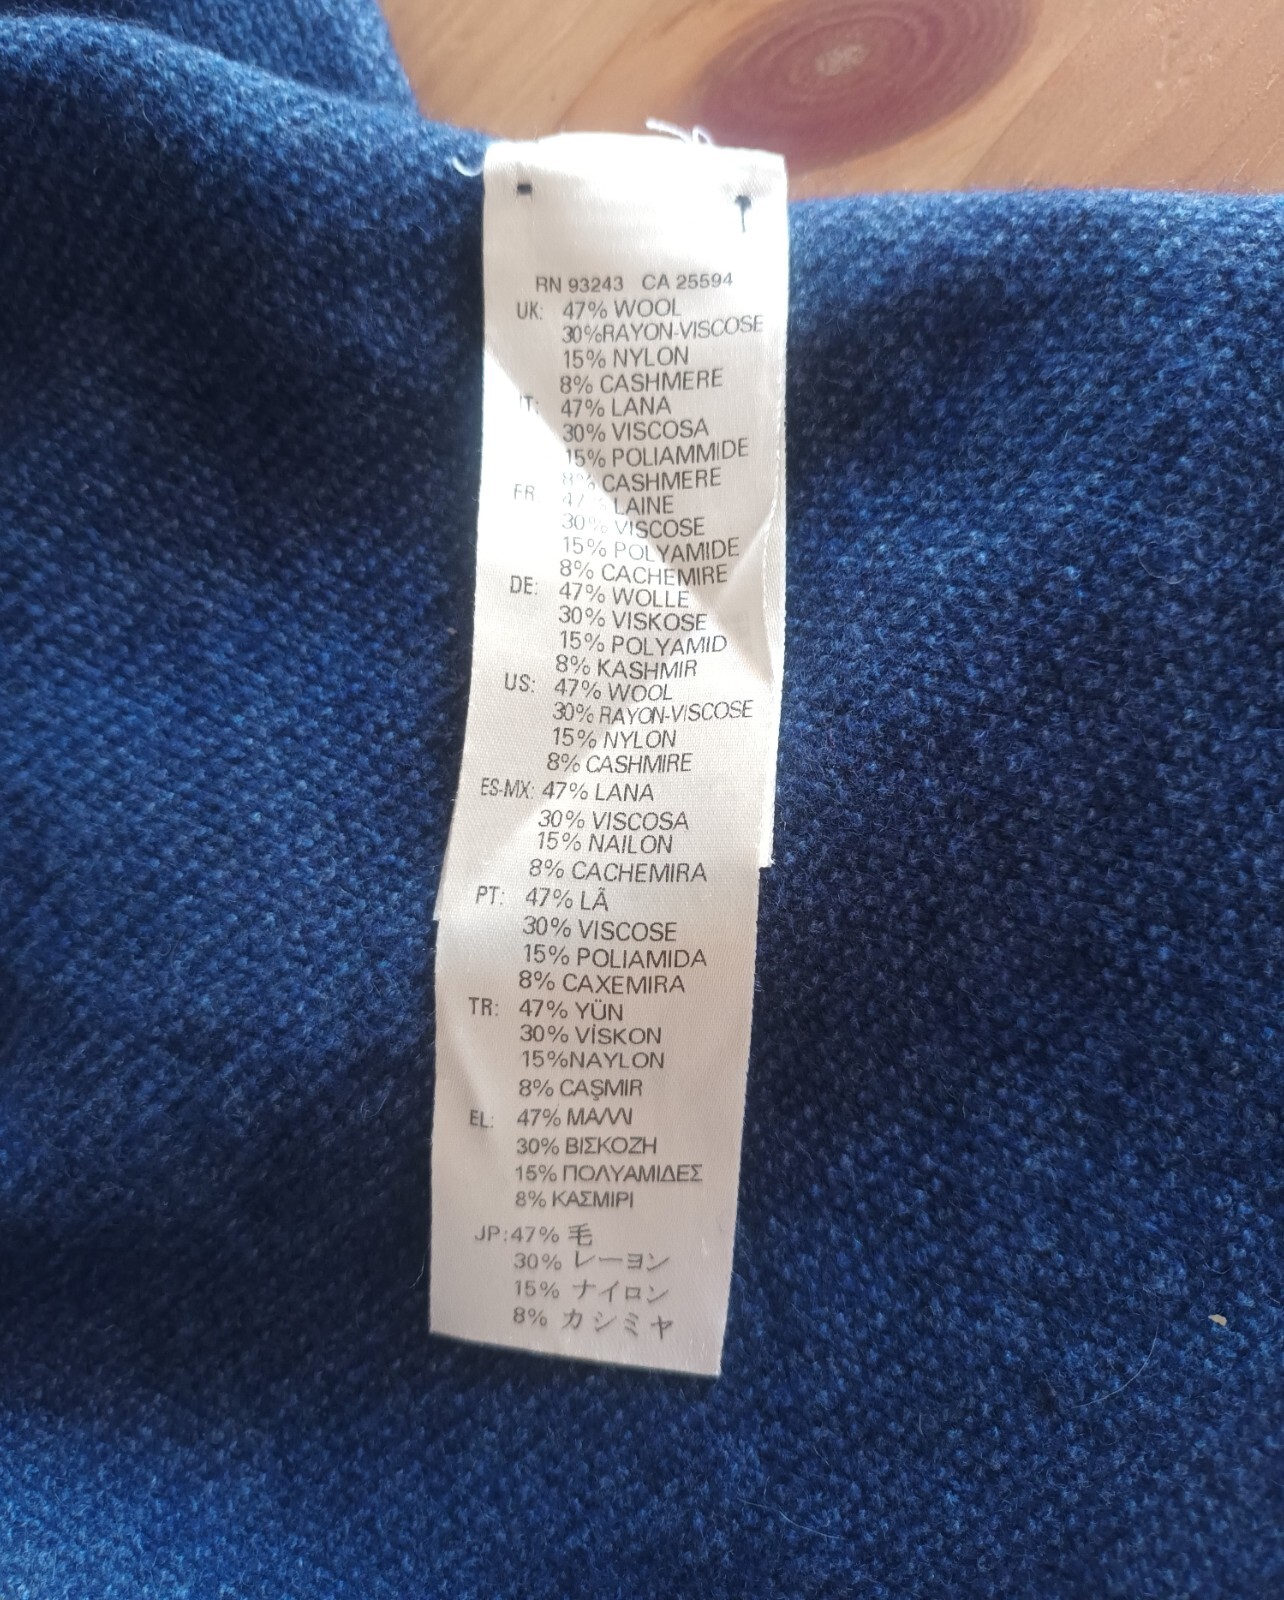 RN 93243 CA 25594
UK: 47% WOOL
30%RAYON-VISCOSE
15% NYLON
8% CASHMERE
IT: 47% LANA
30% VISCOSA
15% POLIAMMIDE
8% CASHMERE
FR 47% LAINE
30% VISCOSE
15% POLYAMIDE
8% CACHEMIRE
DE: 47% WOLLE
30% VISKOSE
15% POLYAMID
8% KASHMIR
US: 47% WOOL
30% RAYON-VISCOSE
15% NYLON
8% CASHMIRE
ES-MX: 47% LANA
30% VISCOSA
15% NAILON
8% CACHEMIRA
PT: 47% LÃ
30% VISCOSE
15% POLIAMIDA
8% CAXEMIRA
TR: 47% YÜN
30% VİSKON
15%NAYLON
8% CAŞMIR
EL: 47% ΜΑΛΛΙ
30% ΒΙΣΚΟΖΗ
15% ΠΟΛΥΑΜΙΔΕΣ
8% ΚΑΣΜΙΡΙ
JP:47% 毛
30% レーヨン
15% ナイロン
8% カシミヤ